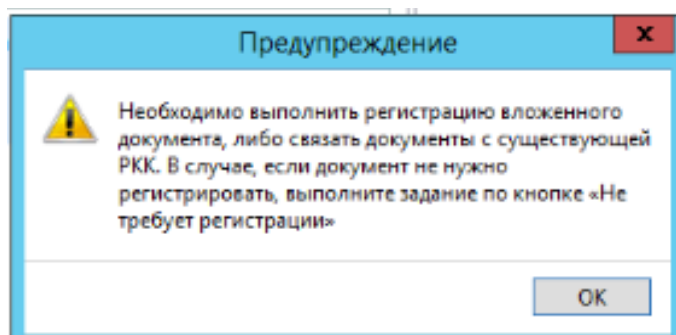 Предупреждение
x
Необходимо выполнить регистрацию вложенного
документа, либо связать документы с существующей
РКК. В случае, если документ не нужно
регистрировать, выполните задание по кнопке «Не
требует регистрации»
ОК